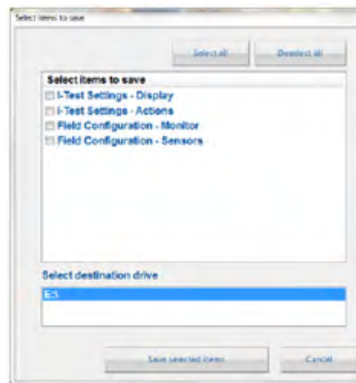 Select items to save
Select all
Deselect all
Select items to save
I-Test Settings - Display
I-Test Settings - Actions
Field Configuration - Monitor
Field Configuration - Sensors
Select destination drive
E:\
Save selected items
Cancel